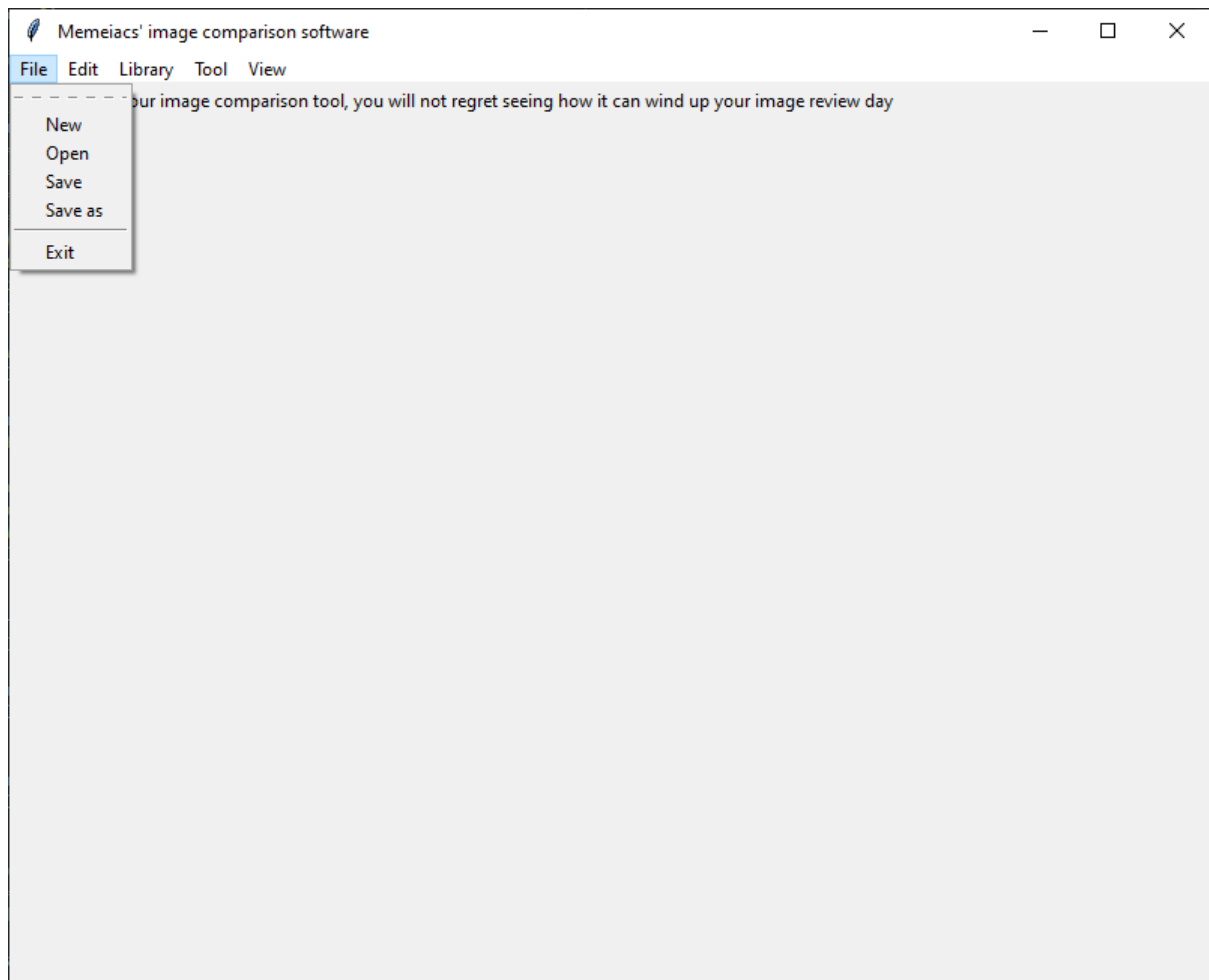 Memeiacs' image comparison software
File Edit Library Tool View
our image comparison tool, you will not regret seeing how it can wind up your image review day
New
Open
Save
Save as
Exit